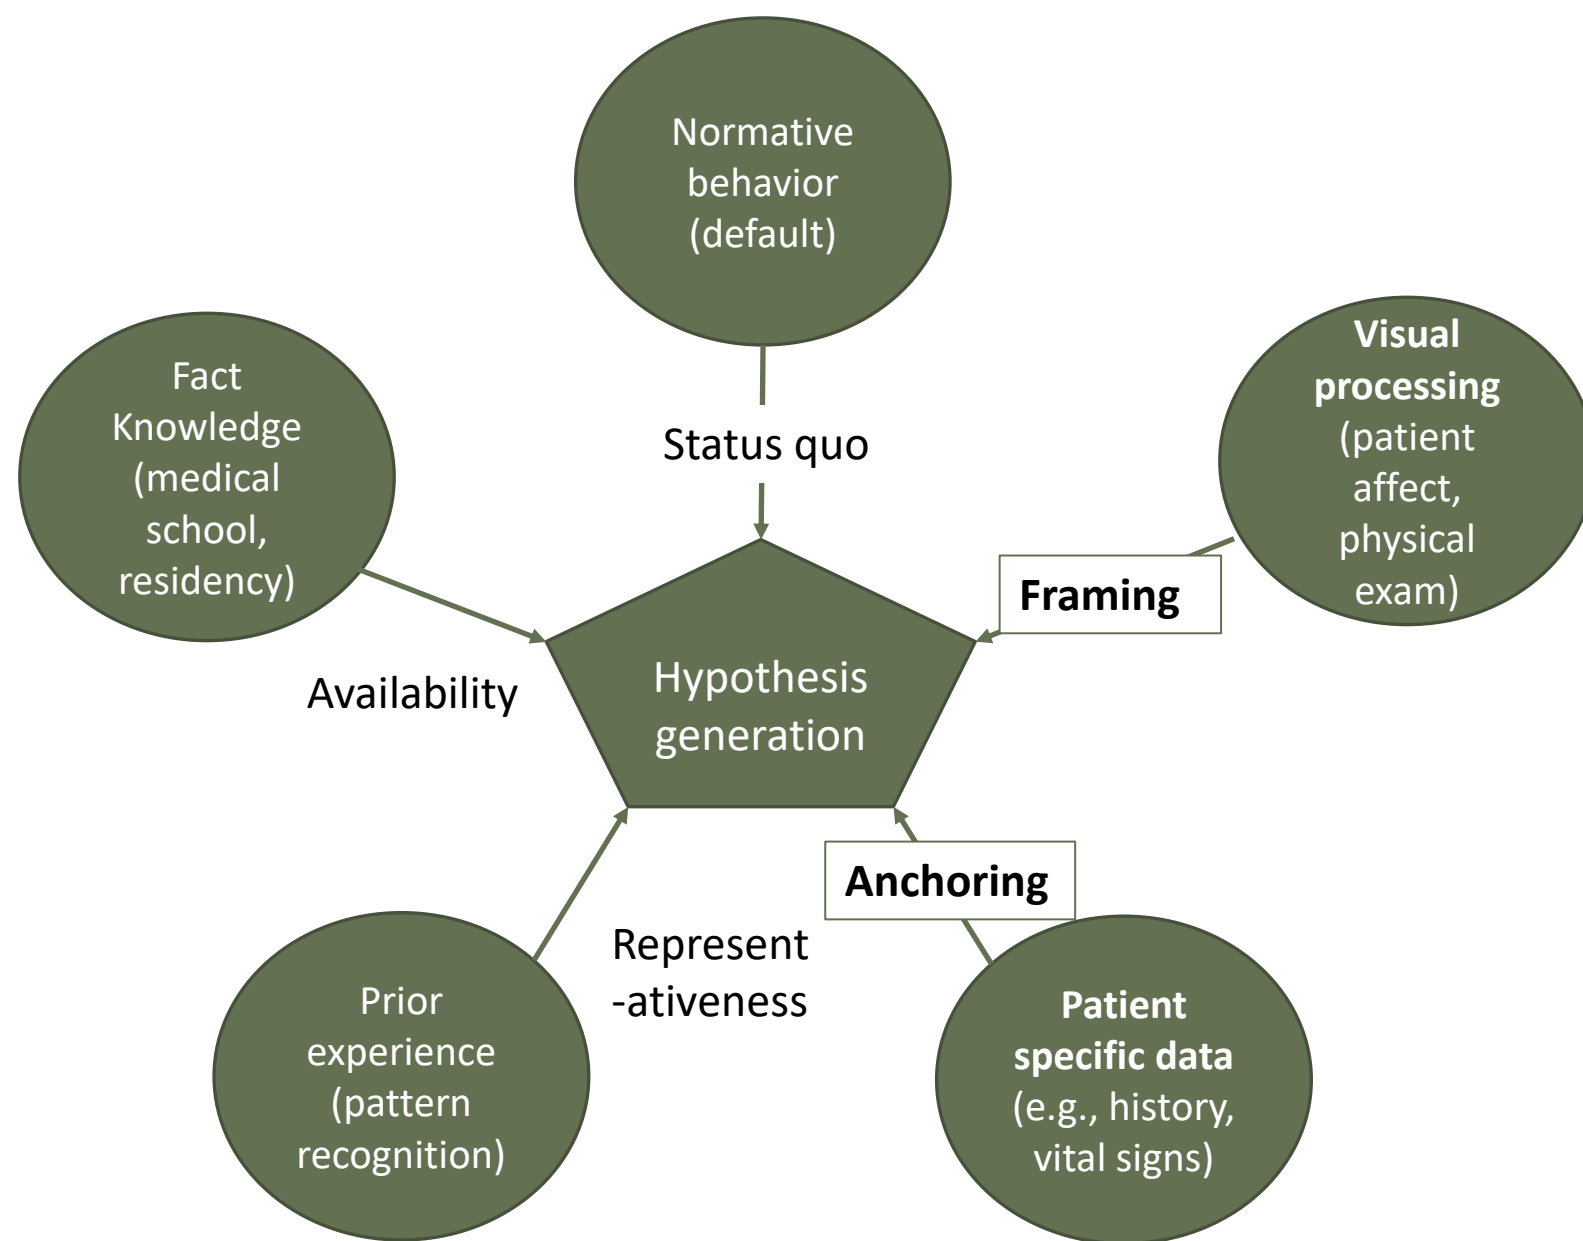 Normative
behavior
(default)
Status quo
Fact
Knowledge
(medical
school,
residency)
Availability
Visual
processing
(patient
affect,
physical
exam)
Framing
Hypothesis
generation
Anchoring
Represent
-ativeness
Prior
experience
(pattern
recognition)
Patient
specific data
(e.g., history,
vital signs)